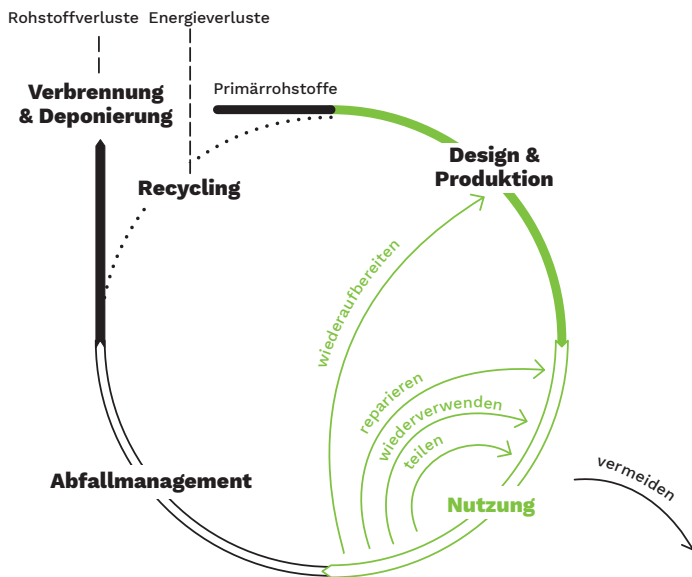 Rohstoffverluste Energieverluste
Primärrohstoffe
Verbrennung
& Deponierung
Design &
Produktion
Recycling
wiederaufbereiten
reparieren
wiederverwenden
teilen
vermeiden
Abfallmanagement
Nutzung